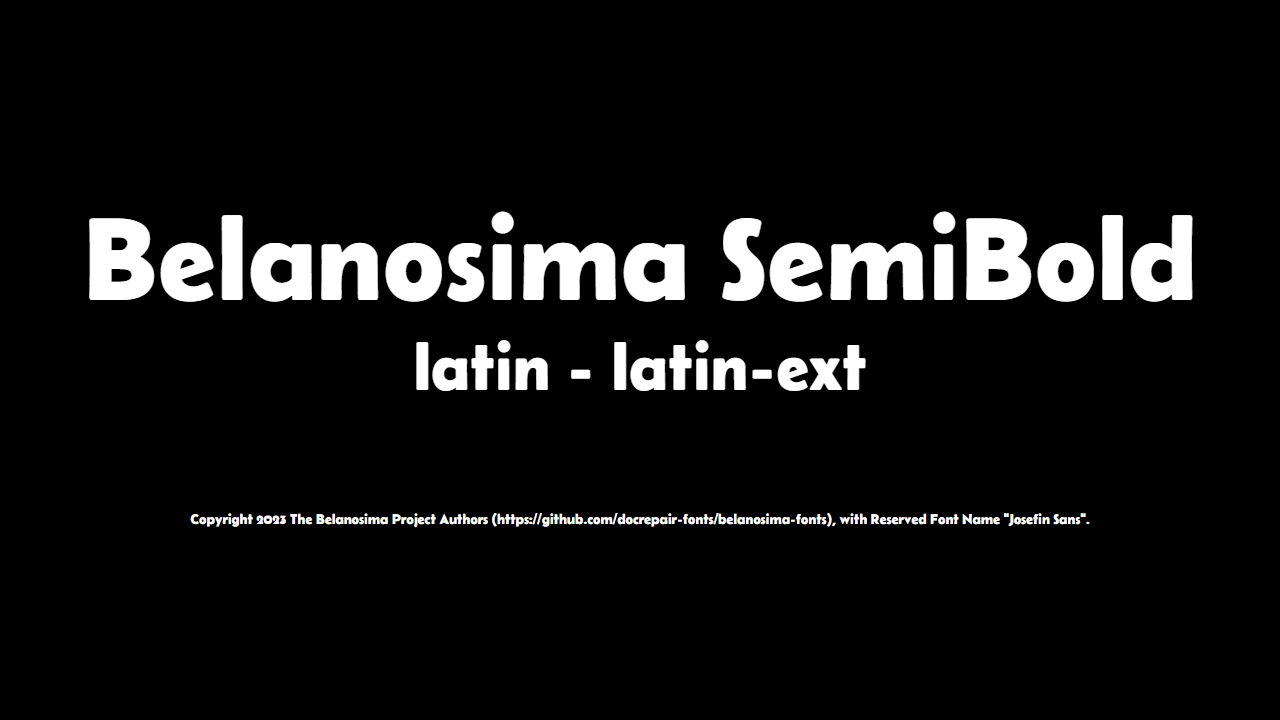 Belanosima SemiBold
latin - latin-ext
Copyright 2023 The Belanosima Project Authors (https://github.com/docrepair-fonts/belanosima-fonts), with Reserved Font Name "Josefin Sans".